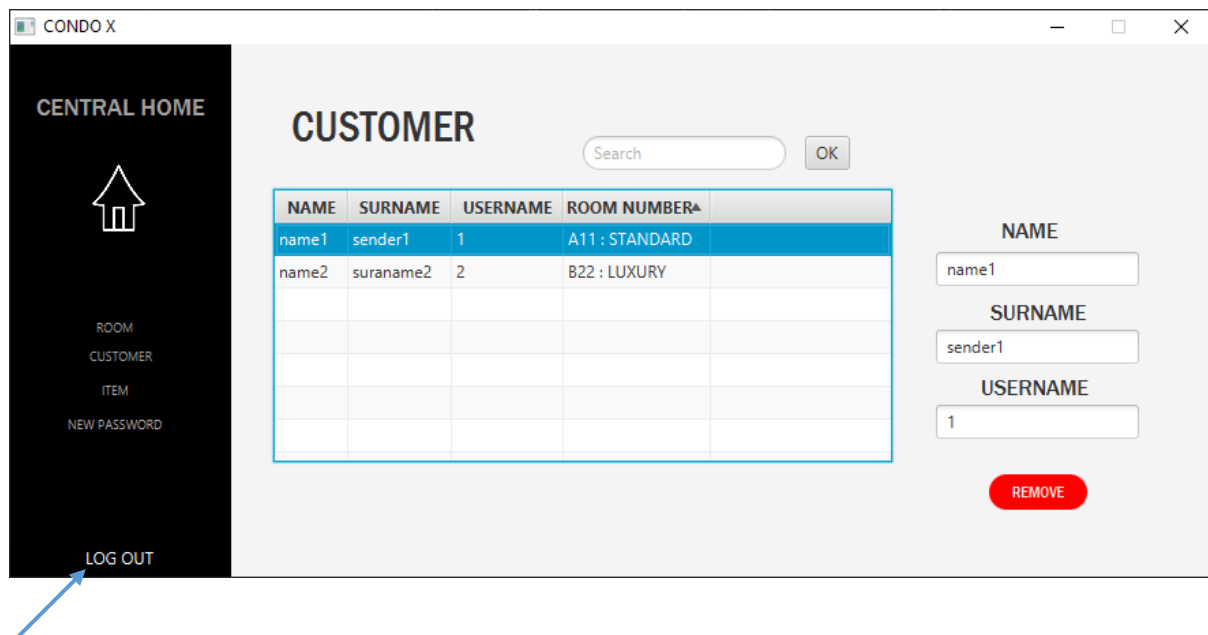 CONDO X
CENTRAL HOME
ROOM
CUSTOMER
ITEM
NEW PASSWORD
LOG OUT
CUSTOMER
Search
OK
NAME SURNAME USERNAME ROOM NUMBER
name1 sender1 1 A11 : STANDARD
name2 suraname2 2 B22 : LUXURY
NAME
name1
SURNAME
sender1
USERNAME
1
REMOVE